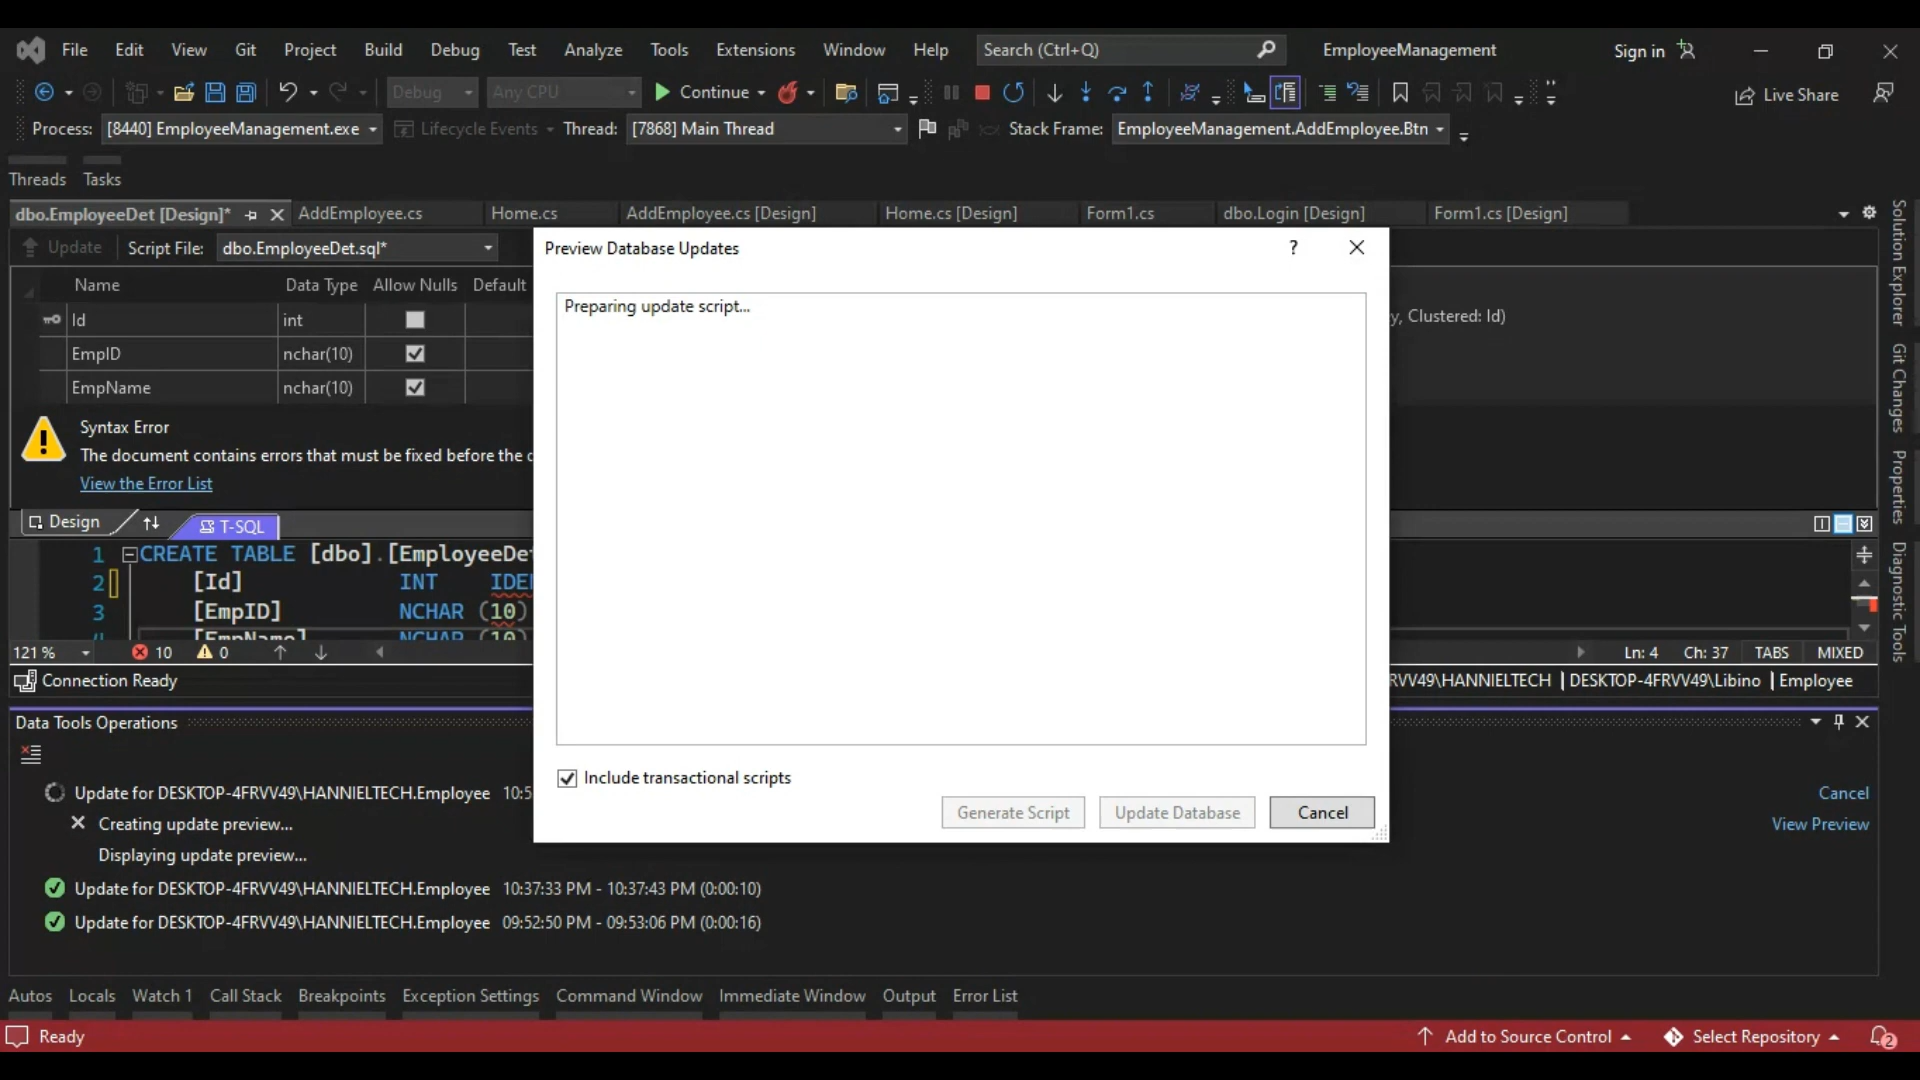 File Edit View Git Project Build Debug Test Analyze Tools Extensions Window Help Search (Ctrl+Q) EmployeeManagement Sign in
Debug Any CPU Continue Live Share
Process: [8440] EmployeeManagement.exe Lifecycle Events Thread: [7868] Main Thread Stack Frame: EmployeeManagement.AddEmployee.Btn
Threads Tasks
dbo.EmployeeDet [Design]* AddEmployee.cs Home.cs AddEmployee.cs [Design] Home.cs [Design] Form1.cs dbo.Login [Design] Form1.cs [Design]
Update Script File: dbo.EmployeeDet.sql*
Name Data Type Allow Nulls Default
Id int
EmpID nchar(10)
EmpName nchar(10)
y, Clustered: Id)
Syntax Error
The document contains errors that must be fixed before the
View the Error List
Design T-SQL
1 CREATE TABLE [dbo].[EmployeeDet
2 [Id] INT IDE
3 [EmpID] NCHAR (10)
4 [EmpName] NCHAR (10)
121 % 10 0 Ln: 4 Ch: 37 TABS MIXED
Connection Ready RVV49\HANNIELTECH | DESKTOP-4FRVV49\Libino | Employee
Preview Database Updates ?
Preparing update script...
Include transactional scripts
Generate Script Update Database Cancel
Data Tools Operations
Update for DESKTOP-4FRVV49\HANNIELTECH.Employee 10:5 Cancel
Creating update preview... View Preview
Displaying update preview...
Update for DESKTOP-4FRVV49\HANNIELTECH.Employee 10:37:33 PM - 10:37:43 PM (0:00:10)
Update for DESKTOP-4FRVV49\HANNIELTECH.Employee 09:52:50 PM - 09:53:06 PM (0:00:16)
Autos Locals Watch 1 Call Stack Breakpoints Exception Settings Command Window Immediate Window Output Error List
Ready Add to Source Control Select Repository 2
Solution Explorer
Git Changes
Properties
Diagnostic Tools